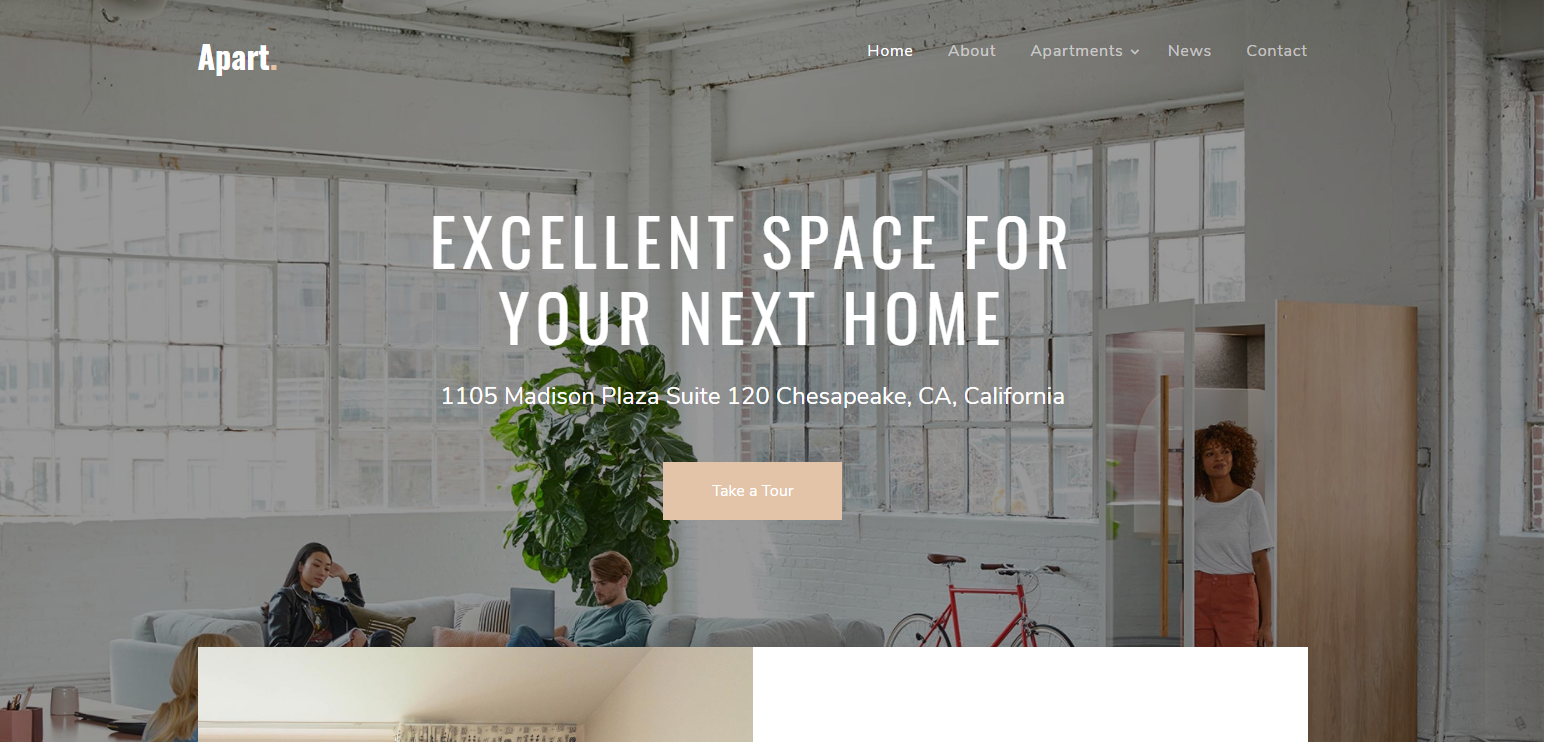 Apart.
Home About Apartments News Contact
EXCELLENT SPACE FOR
YOUR NEXT HOME
1105 Madison Plaza Suite 120 Chesapeake, CA, California
Take a Tour